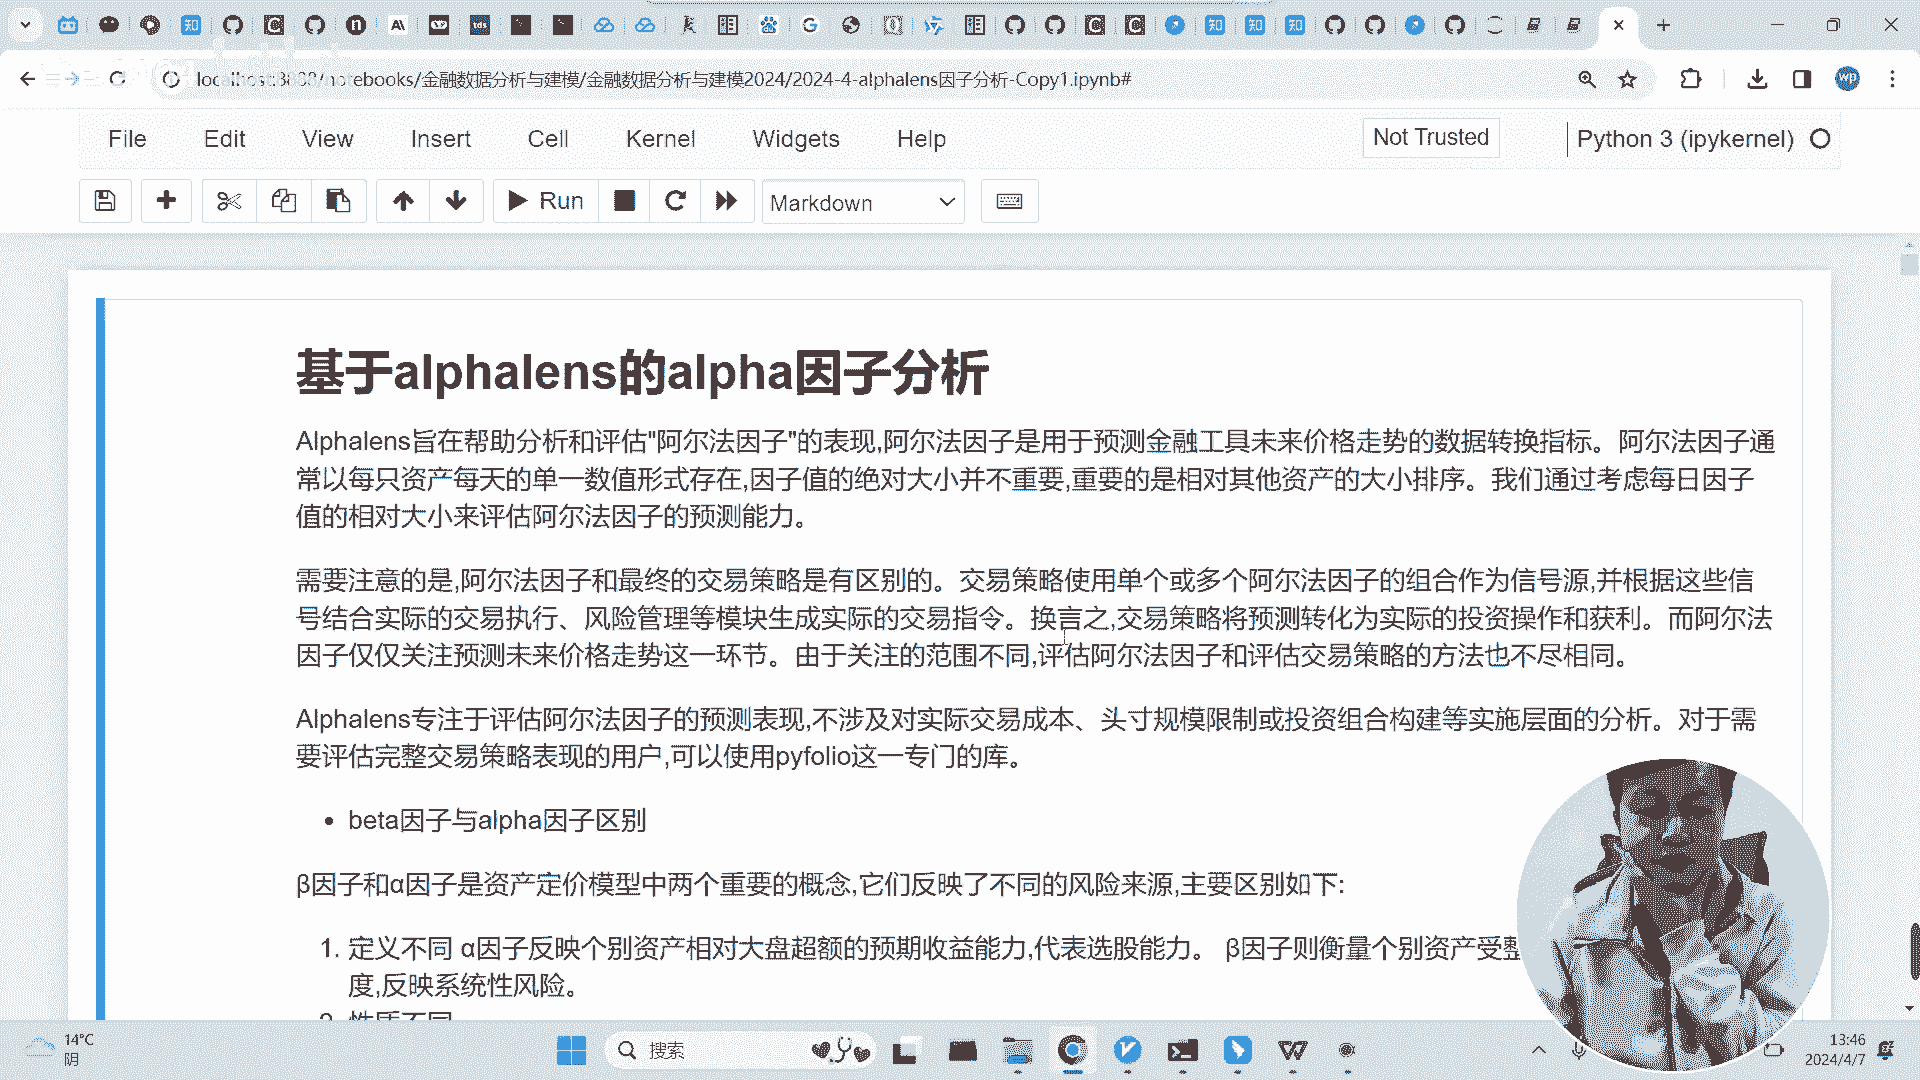 localhost:8888/notebooks/金融数据分析与建模/金融数据分析与建模2024/2024-4-alphalens因子分析-Copy1.ipynb#
File Edit View Insert Cell Kernel Widgets Help Not Trusted Python 3 (ipykernel)
Run Markdown
基于alphalens的alpha因子分析
Alphalens旨在帮助分析和评估"阿尔法因子"的表现,阿尔法因子是用于预测金融工具未来价格走势的数据转换指标。阿尔法因子通
常以每只资产每天的单一数值形式存在,因子值的绝对大小并不重要,重要的是相对其他资产的大小排序。我们通过考虑每日因子
值的相对大小来评估阿尔法因子的预测能力。
需要注意的是,阿尔法因子和最终的交易策略是有区别的。交易策略使用单个或多个阿尔法因子的组合作为信号源,并根据这些信
号结合实际的交易执行、风险管理等模块生成实际的交易指令。换言之,交易策略将预测转化为实际的投资操作和获利。而阿尔法
因子仅仅关注预测未来价格走势这一环节。由于关注的范围不同,评估阿尔法因子和评估交易策略的方法也不尽相同。
Alphalens专注于评估阿尔法因子的预测表现,不涉及对实际交易成本、头寸规模限制或投资组合构建等实施层面的分析。对于需
要评估完整交易策略表现的用户,可以使用pyfolio这一专门的库。
• beta因子与alpha因子区别
β因子和α因子是资产定价模型中两个重要的概念,它们反映了不同的风险来源,主要区别如下:
1. 定义不同 α因子反映个别资产相对大盘超额的预期收益能力,代表选股能力。 β因子则衡量个别资产受整
度,反映系统性风险。
2. 性质不同
14°C
阴
搜索
13:46
2024/4/7